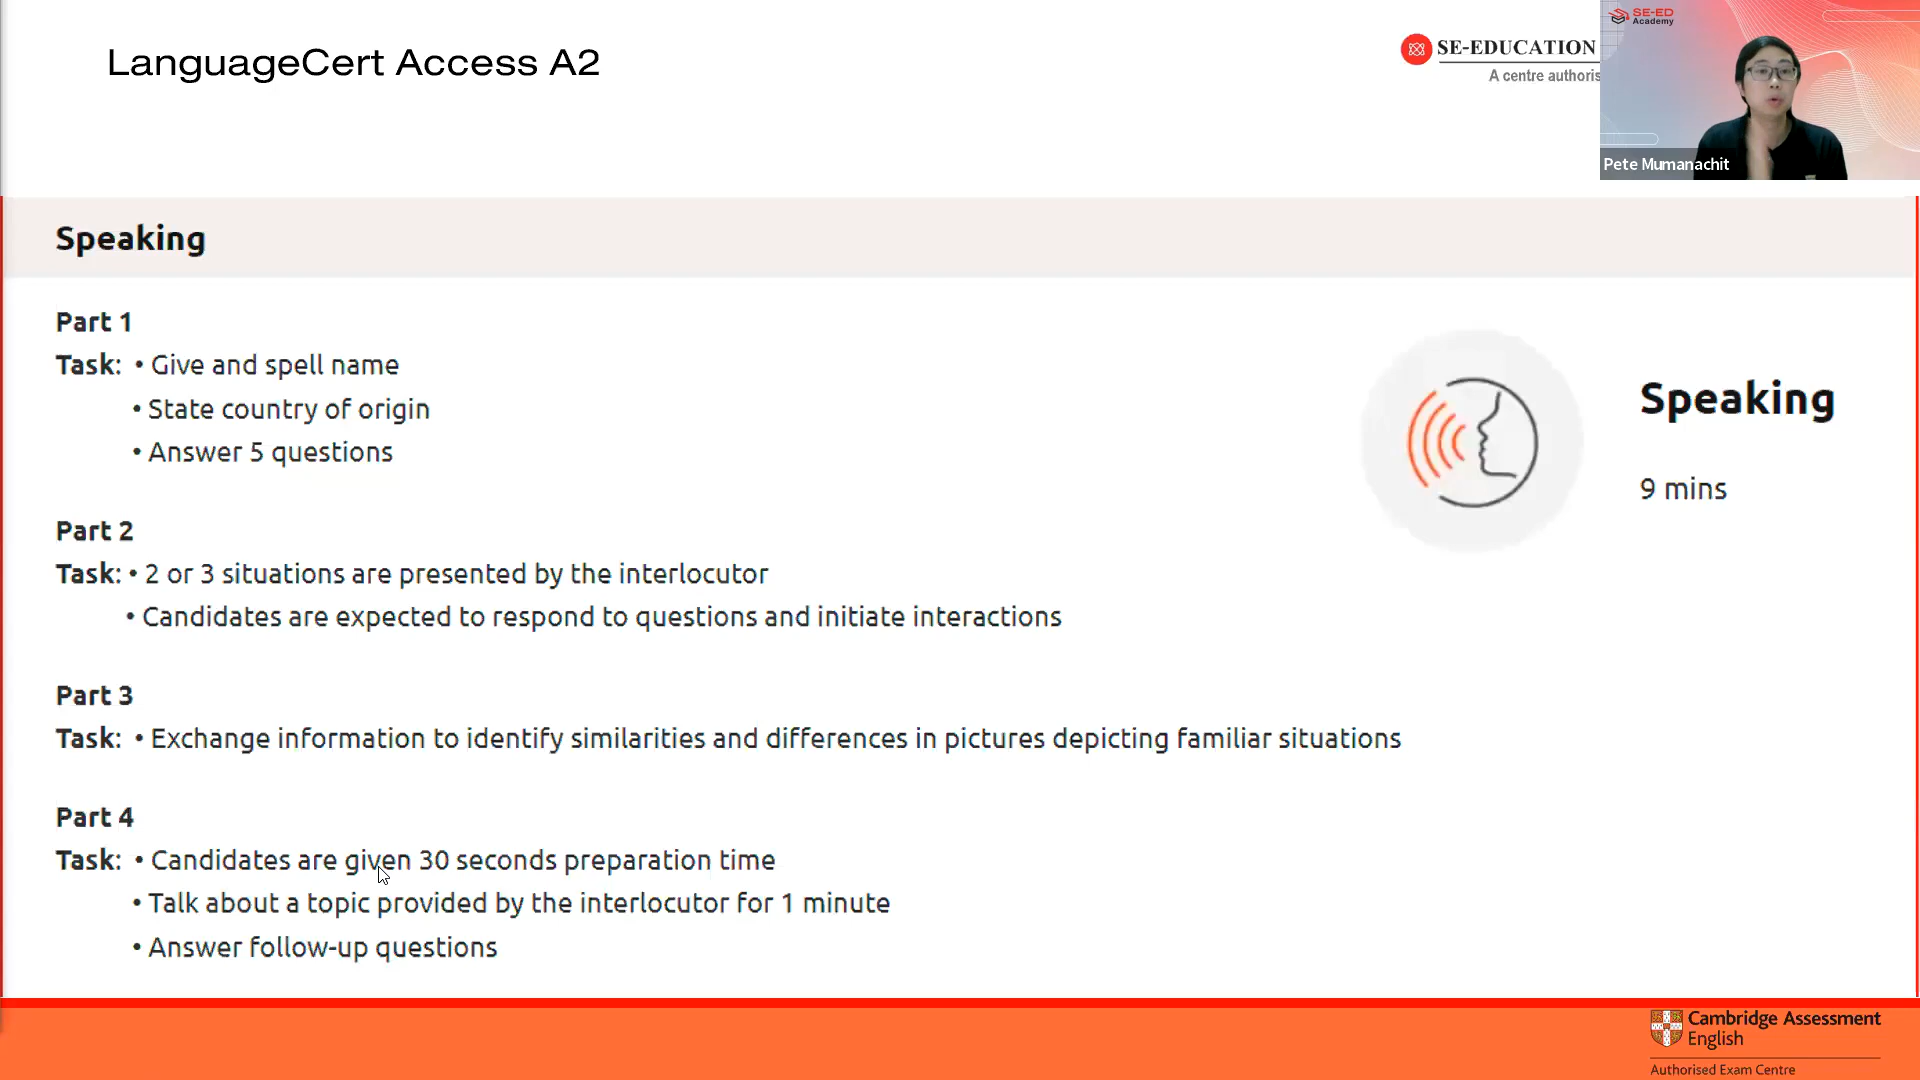 LanguageCert Access A2
SE-EDUCATION
A centre authoris
SE-ED
Academy
Pete Mumanachit
Speaking
Part 1
Task: • Give and spell name
• State country of origin
• Answer 5 questions
Speaking
9 mins
Part 2
Task: • 2 or 3 situations are presented by the interlocutor
• Candidates are expected to respond to questions and initiate interactions
Part 3
Task: • Exchange information to identify similarities and differences in pictures depicting familiar situations
Part 4
Task: • Candidates are given 30 seconds preparation time
• Talk about a topic provided by the interlocutor for 1 minute
• Answer follow-up questions
Cambridge Assessment
English
Authorised Exam Centre